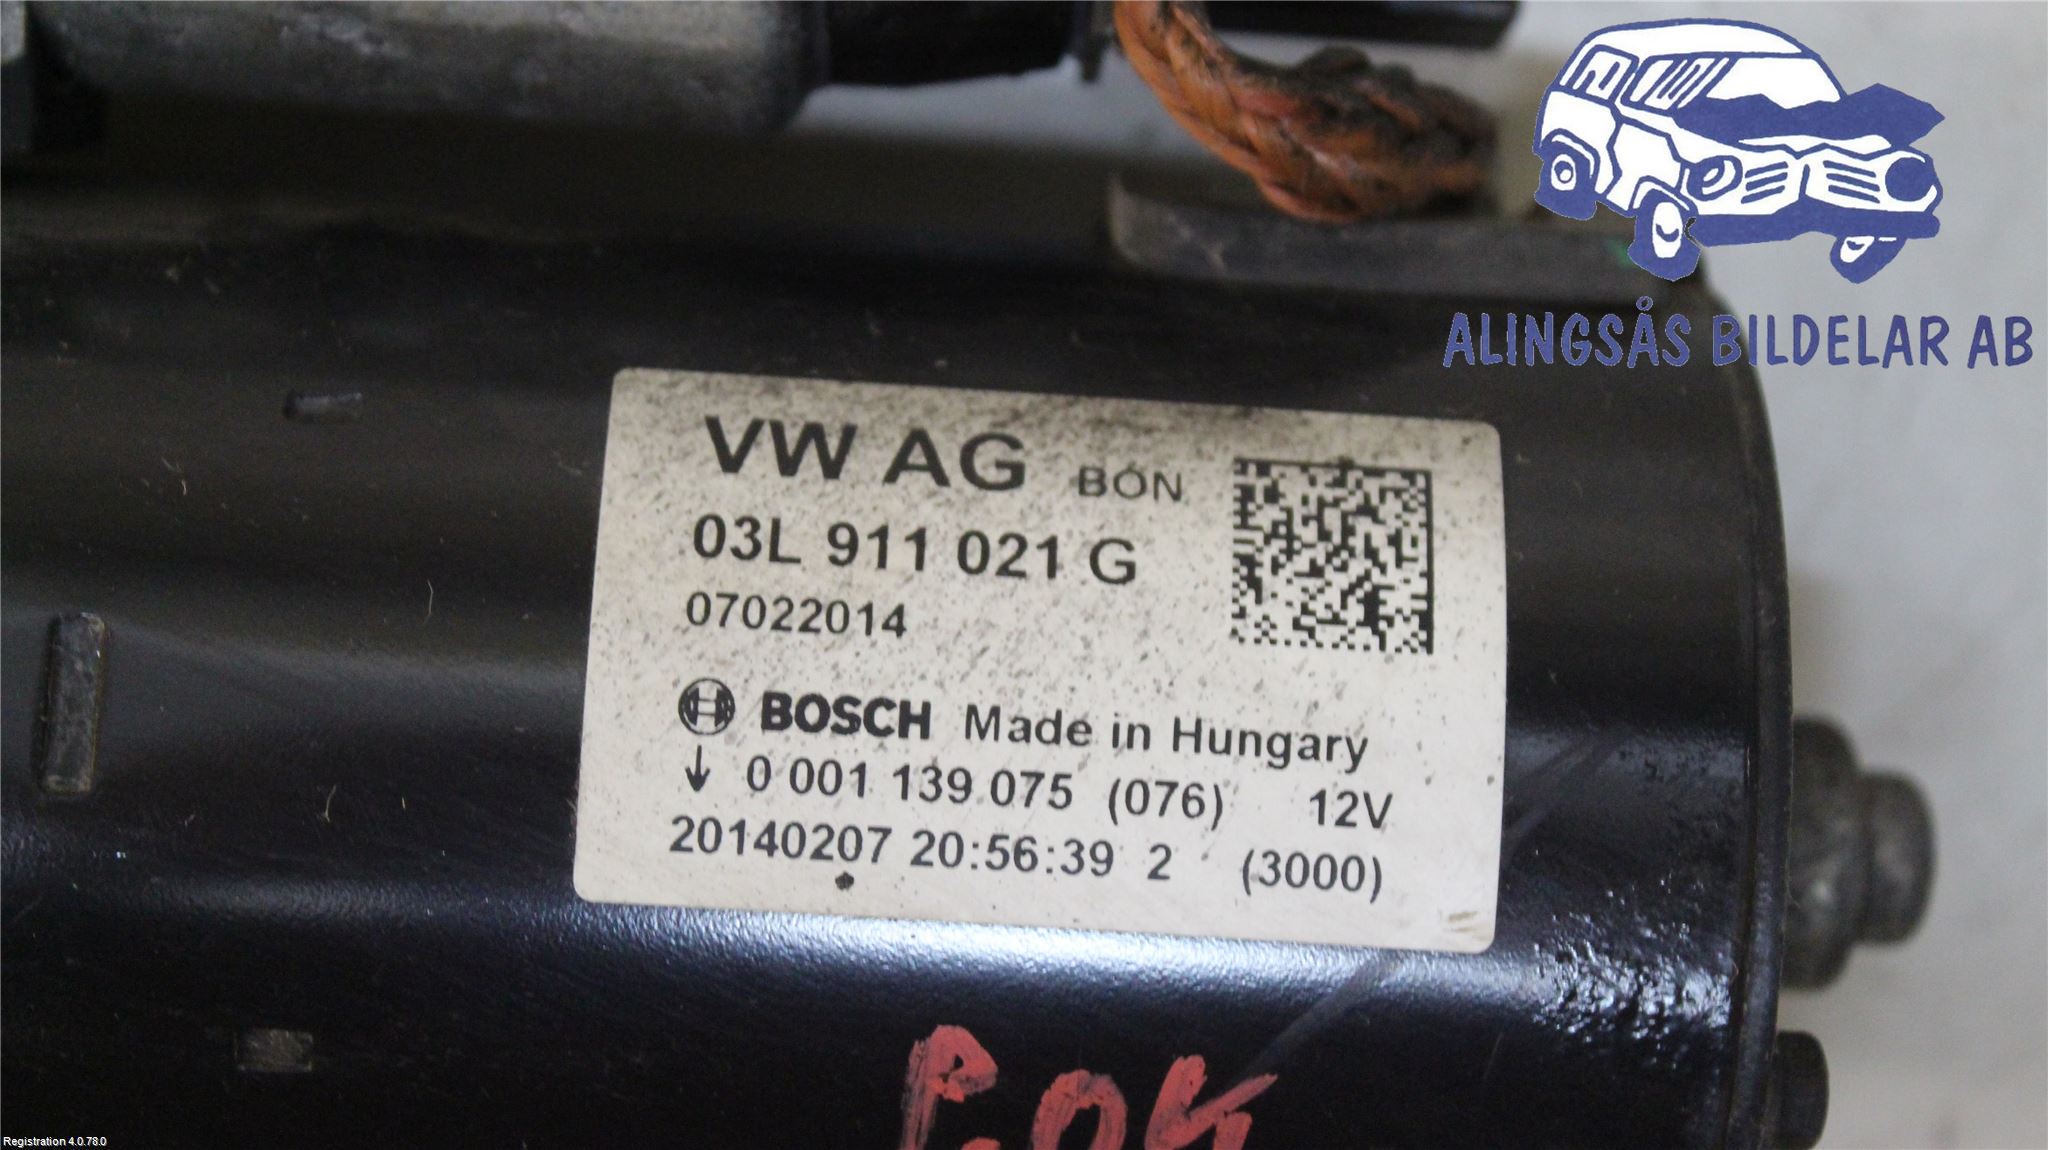 ALINGSÅS BILDELAR AB
VW AG BÓN
03L 911 021 G
07022014
BOSCH Made in Hungary
↓ 0 001 139 075 (076) 12V
20140207 20:56:39 2 (3000)
Registration 4.0.78.0